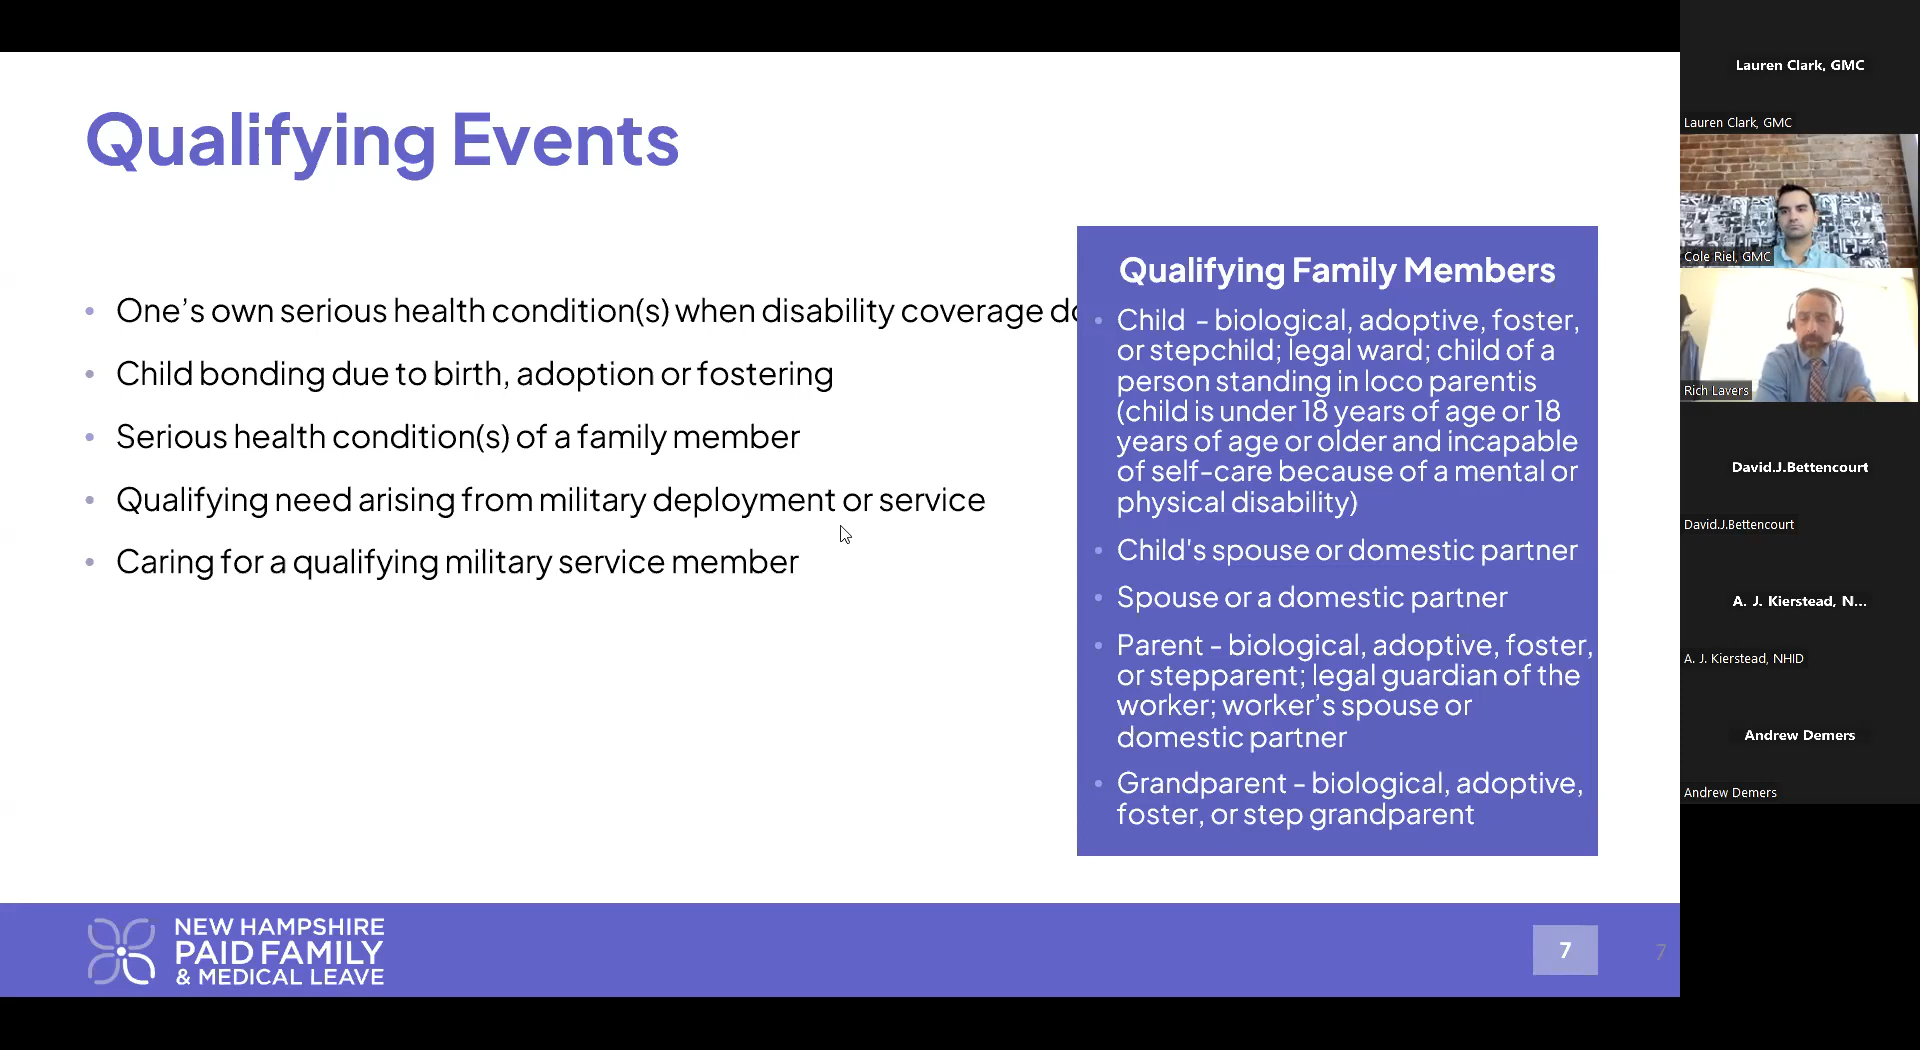 Qualifying Events
• One’s own serious health condition(s) when disability coverage
• Child bonding due to birth, adoption or fostering
• Serious health condition(s) of a family member
• Qualifying need arising from military deployment or service
• Caring for a qualifying military service member
Qualifying Family Members
• Child - biological, adoptive, foster,
or stepchild; legal ward; child of a
person standing in loco parentis
(child is under 18 years of age or 18
years of age or older and incapable
of self-care because of a mental or
physical disability)
• Child's spouse or domestic partner
• Spouse or a domestic partner
• Parent - biological, adoptive, foster,
or stepparent; legal guardian of the
worker; worker’s spouse or
domestic partner
• Grandparent - biological, adoptive,
foster, or step grandparent
NEW HAMPSHIRE
PAID FAMILY
& MEDICAL LEAVE
7
7
Lauren Clark, GMC
Lauren Clark, GMC
Cole Riel, GMC
Rich Lavers
David.J.Bettencourt
David.J.Bettencourt
A. J. Kierstead, N...
A. J. Kierstead, NHID
Andrew Demers
Andrew Demers